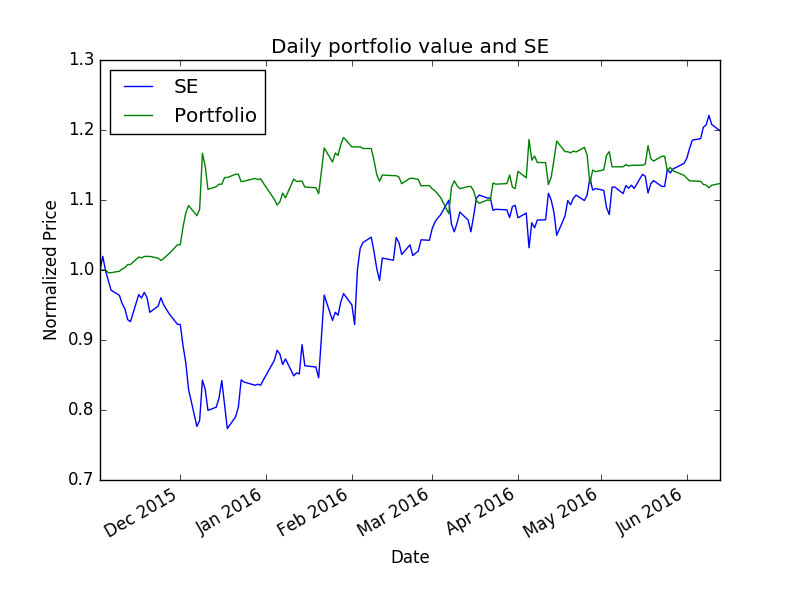 Daily portfolio value and SE
SE
Portfolio
1.3
1.2
1.1
1.0
0.9
0.8
0.7
Normalized Price
Dec 2015
Jan 2016
Feb 2016
Mar 2016
Apr 2016
May 2016
Jun 2016
Date